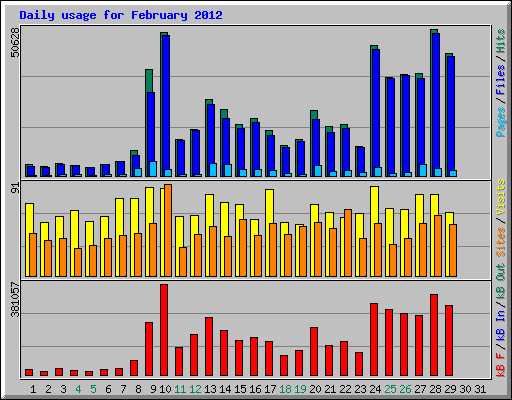 Daily usage for February 2012
50628
Pages / Files / Hits
91
Sites / Visits
381057
kB F / kB In / kB Out
1 2 3 4 5 6 7 8 9 10 11 12 13 14 15 16 17 18 19 20 21 22 23 24 25 26 27 28 29 30 31